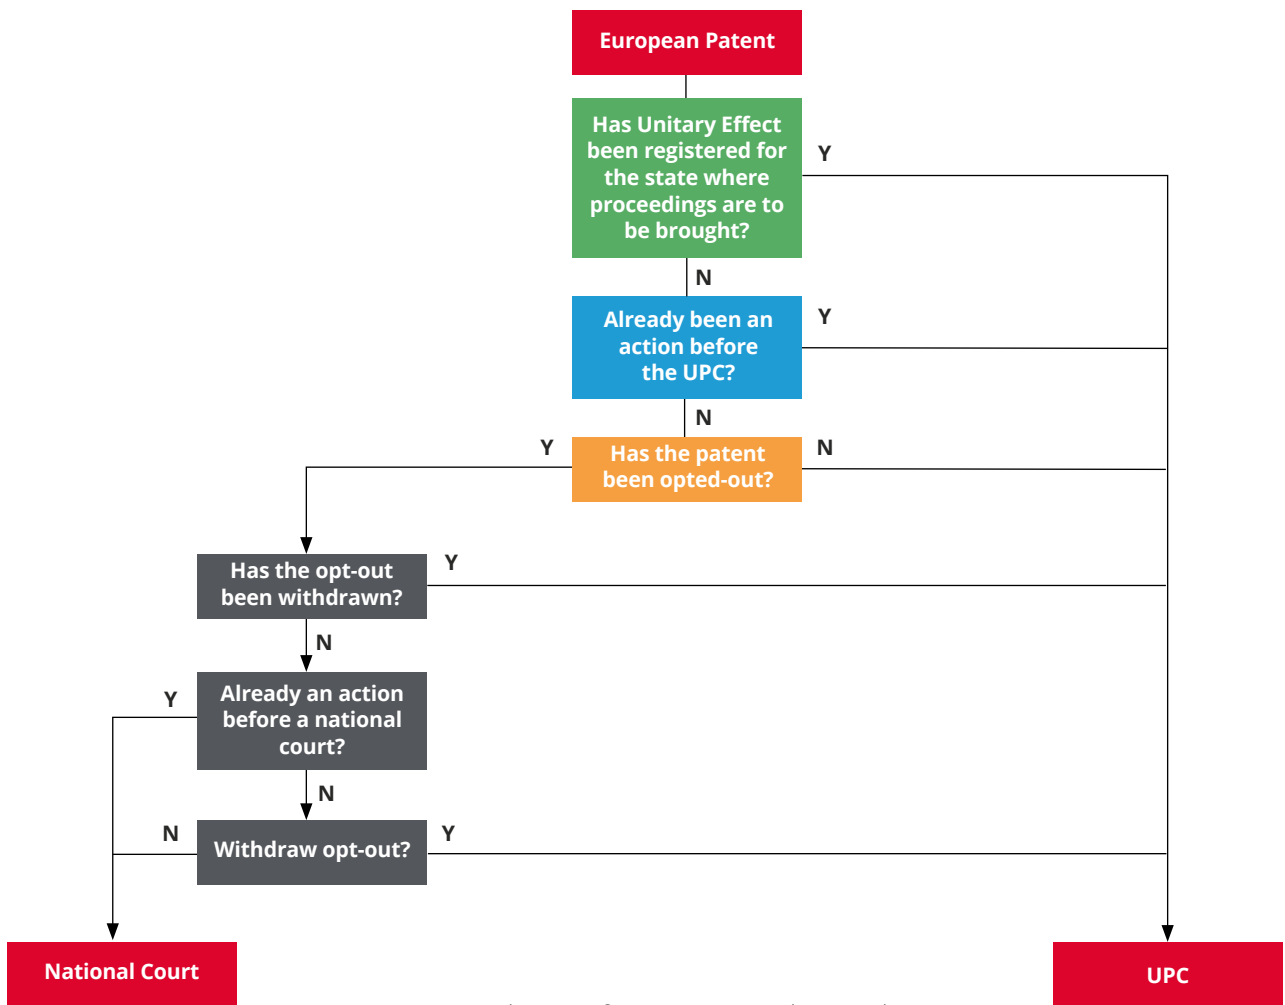 European Patent
Has Unitary Effect
been registered for
the state where
proceedings are to
be brought?
Y
N
Already been an
action before
the UPC?
Y
N
Y
Has the patent
been opted-out?
N
Has the opt-out
been withdrawn?
Y
N
Y
Already an action
before a national
court?
N
N
Withdraw opt-out?
Y
National Court
UPC